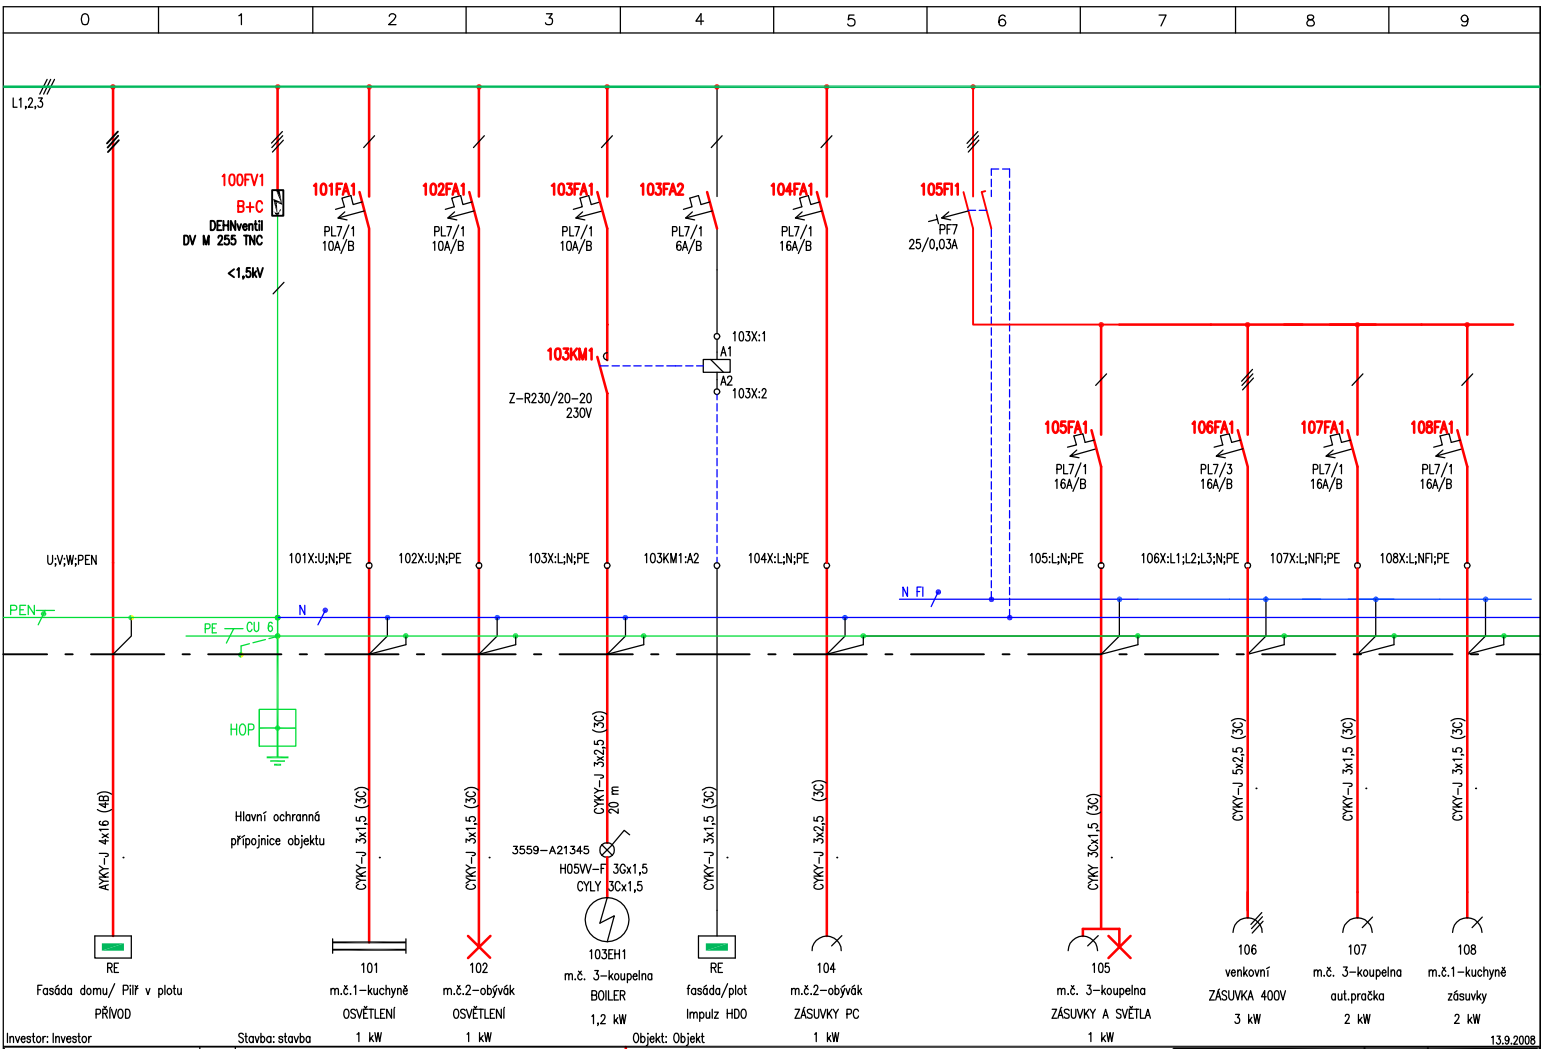 0 1 2 3 4 5 6 7 8 9
L1,2,3
100FV1
B+C
DEHNventil
DV M 255 TNC
<1,5kV
101FA1
PL7/1
10A/B
102FA1
PL7/1
10A/B
103FA1
PL7/1
10A/B
103FA2
PL7/1
6A/B
104FA1
PL7/1
16A/B
105FI1
PF7
25/0,03A
103X:1
A1
A2
103X:2
103KM1
Z-R230/20-20
230V
105FA1
PL7/1
16A/B
106FA1
PL7/3
16A/B
107FA1
PL7/1
16A/B
108FA1
PL7/1
16A/B
U;V;W;PEN
101X:U;N;PE
102X:U;N;PE
103X:L;N;PE
103KM1:A2
104X:L;N;PE
105:L;N;PE
106X:L1;L2;L3;N;PE
107X:L;NFI;PE
108X:L;NFI;PE
PEN
N
N FI
PE
CU 6
HOP
Hlavní ochranná
přípojnice objektu
AYKY-J 4x16 (4B)
CYKY-J 3x1,5 (3C)
CYKY-J 3x1,5 (3C)
CYKY-J 3x2,5 (3C)
20 m
3559-A21345
H05VV-F 3Gx1,5
CYLY 3Cx1,5
CYKY-J 3x1,5 (3C)
CYKY-J 3x2,5 (3C)
CYKY 3Cx1,5 (3C)
CYKY-J 5x2,5 (3C)
CYKY-J 3x1,5 (3C)
CYKY-J 3x1,5 (3C)
RE
Fasáda domu/ Pilíř v plotu
PŘÍVOD
101
m.č.1-kuchyně
OSVĚTLENÍ
1 kW
102
m.č.2-obývák
OSVĚTLENÍ
1 kW
103EH1
m.č. 3-koupelna
BOILER
1,2 kW
RE
fasáda/plot
Impulz HDO
104
m.č.2-obývák
ZÁSUVKY PC
1 kW
105
m.č. 3-koupelna
ZÁSUVKY A SVĚTLA
1 kW
106
venkovní
ZÁSUVKA 400V
3 kW
107
m.č. 3-koupelna
aut.pračka
2 kW
108
m.č.1-kuchyně
zásuvky
2 kW
Investor: Investor
Stavba: stavba
Objekt: Objekt
13.9.2008